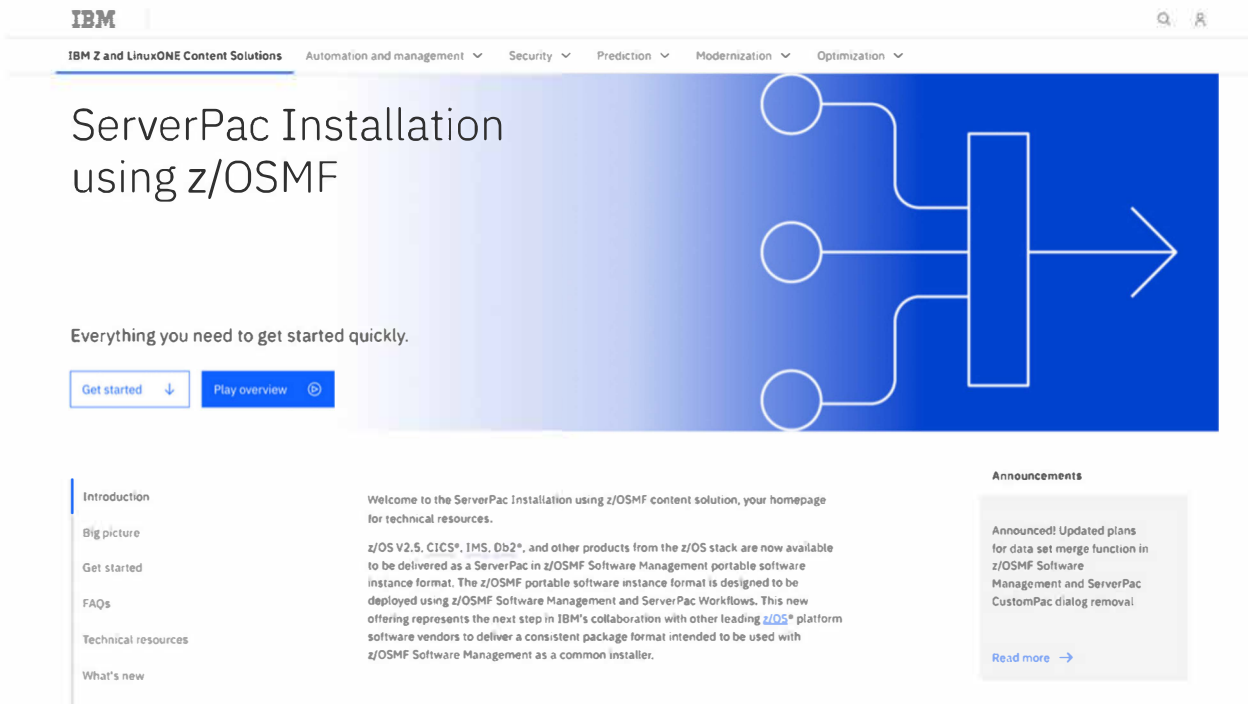 IBM
IBM Z and LinuxONE Content Solutions Automation and management Security Prediction Modernization Optimization
ServerPac Installation
using z/OSMF
Everything you need to get started quickly.
Get started Play overview
Introduction
Big picture
Get started
FAQs
Technical resources
What's new
Welcome to the ServerPac Installation using z/OSMF content solution, your homepage
for technical resources.
z/OS V2.5, CICS®, IMS, Db2®, and other products from the z/OS stack are now available
to be delivered as a ServerPac in z/OSMF Software Management portable software
instance format. The z/OSMF portable software instance format is designed to be
deployed using z/OSMF Software Management and ServerPac Workflows. This new
offering represents the next step in IBM's collaboration with other leading z/OS® platform
software vendors to deliver a consistent package format intended to be used with
z/OSMF Software Management as a common installer.
Announcements
Announced! Updated plans
for data set merge function in
z/OSMF Software
Management and ServerPac
CustomPac dialog removal
Read more